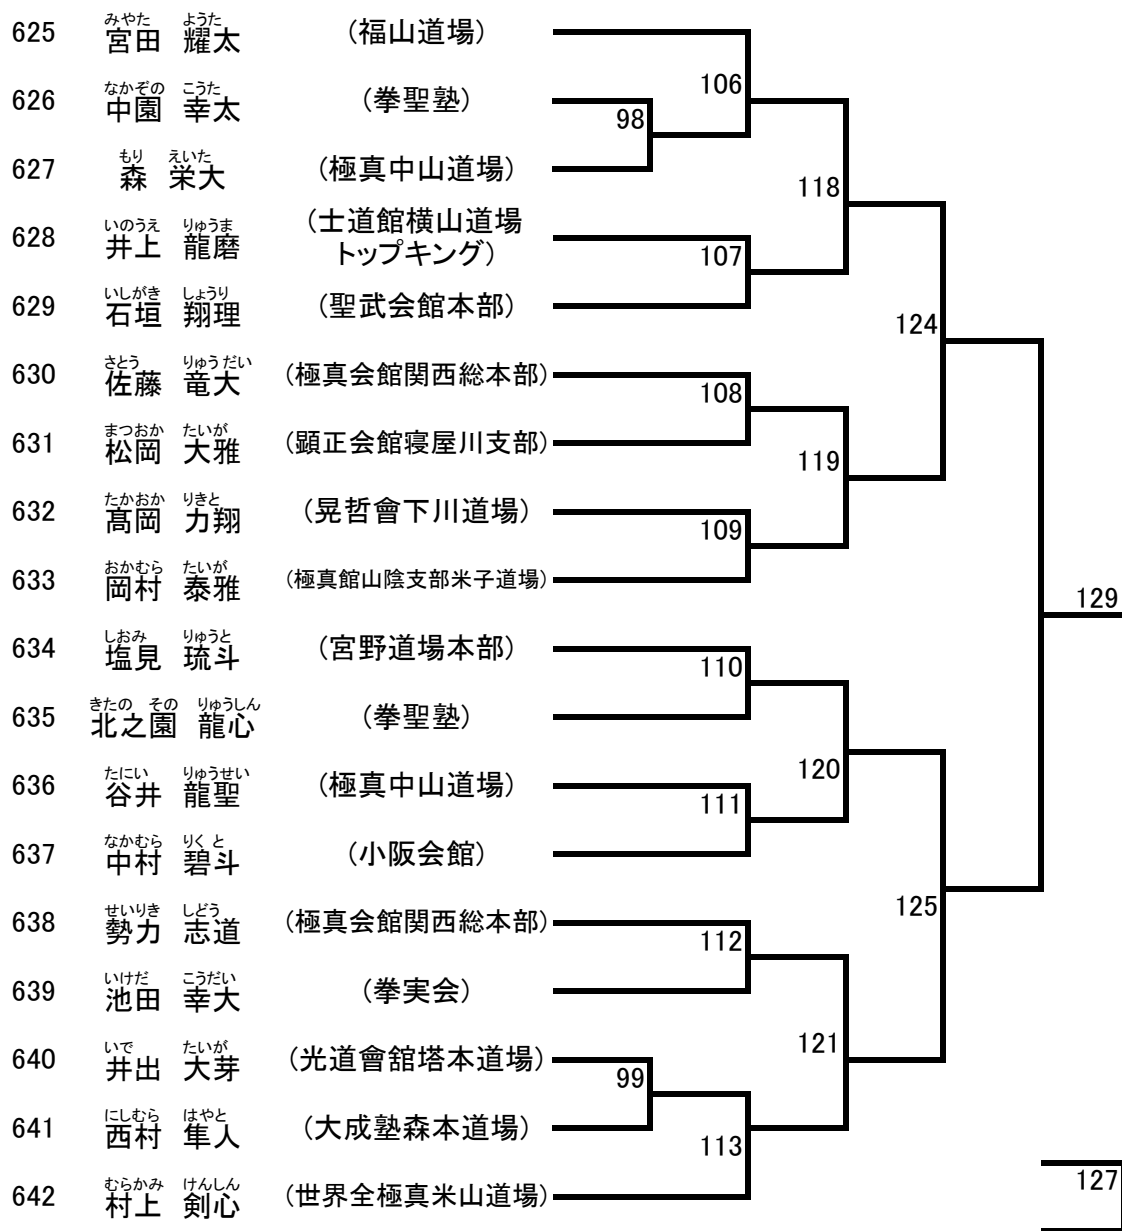 みやた ようた
625 宮田 耀太 (福山道場)
106
なかぞの こうた
626 中園 幸太 (拳聖塾)
98
もり えいた
627 森 栄大 (極真中山道場)
118
いのうえ りゅうま
628 井上 龍磨 (士道館横山道場
トップキング)
107
いしがき しょうり
629 石垣 翔理 (聖武会館本部)
124
さとう りゅうだい
630 佐藤 竜大 (極真会館関西総本部)
108
まつおか たいが
631 松岡 大雅 (顕正会館寝屋川支部)
119
たかおか りきと
632 髙岡 力翔 (晃哲會下川道場)
109
おかむら たいが
633 岡村 泰雅 (極真館山陰支部米子道場)
129
しおみ りゅうと
634 塩見 琉斗 (宮野道場本部)
110
きたの その りゅうしん
635 北之園 龍心 (拳聖塾)
120
たにい りゅうせい
636 谷井 龍聖 (極真中山道場)
111
なかむら りく と
637 中村 碧斗 (小阪会館)
125
せいりき しどう
638 勢力 志道 (極真会館関西総本部)
112
いけだ こうだい
639 池田 幸大 (拳実会)
121
いで たいが
640 井出 大芽 (光道會舘塔本道場)
99
にしむら はやと
641 西村 隼人 (大成塾森本道場)
113
むらかみ けんしん
642 村上 剣心 (世界全極真米山道場)
127